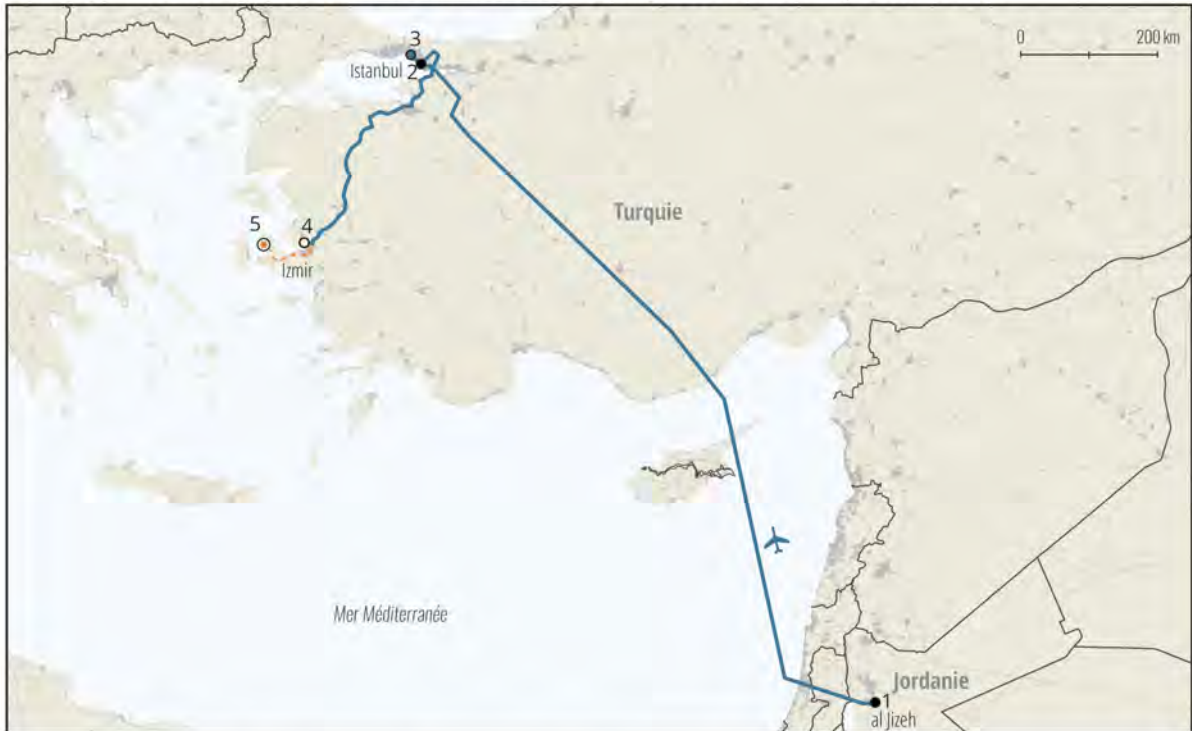 3
0 200 km
Istanbul 2
Turquie
5 4
Izmir
Mer Méditerranée
Jordanie
1
al Jizeh